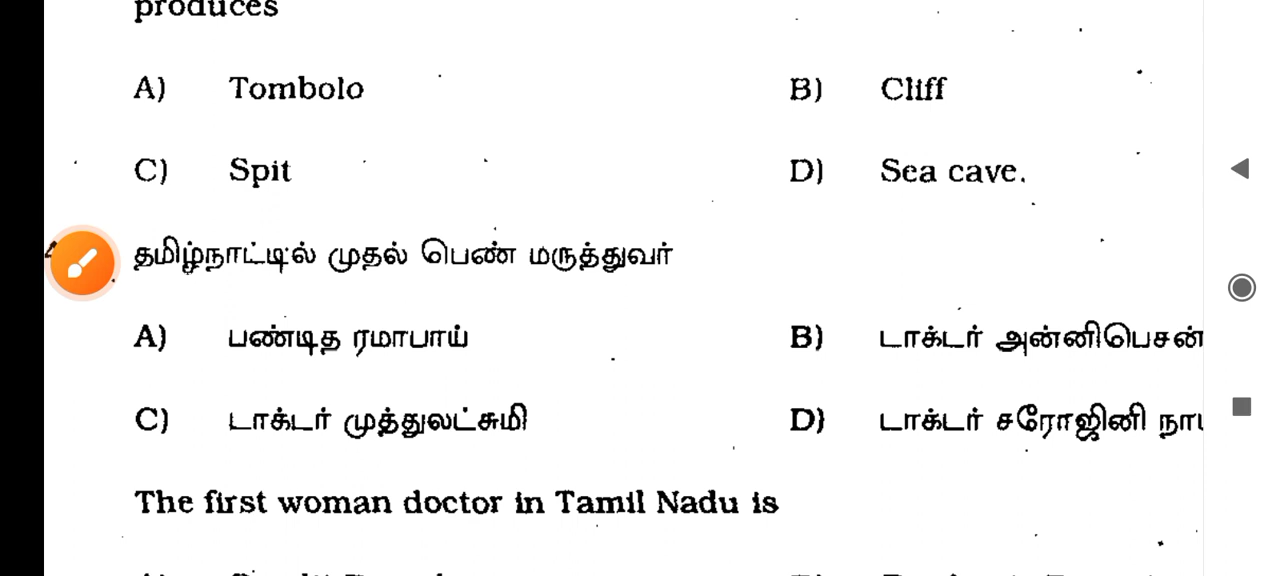 produces
A) Tombolo B) Cliff
C) Spit D) Sea cave.
தமிழ்நாட்டில் முதல் பெண் மருத்துவர்
A) பண்டித ரமாபாய் B) டாக்டர் அன்னிபெசன்
C) டாக்டர் முத்துலட்சுமி D) டாக்டர் சரோஜினி
The first woman doctor in Tamil Nadu is